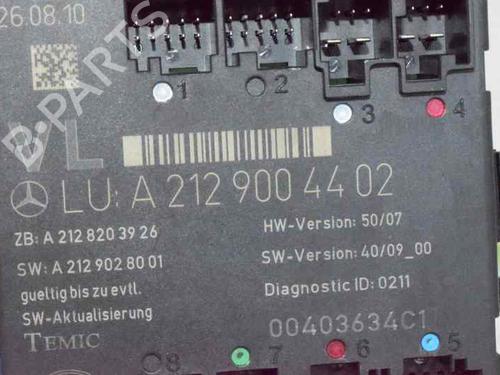 26.08.10
1
2
3
4
VL
LU: A 212 900 44 02
ZB: A 212 820 39 26
HW-Version: 50/07
SW: A 212 902 80 01
SW-Version: 40/09_00
gueltig bis zu evtl.
Diagnostic ID: 0211
SW-Aktualisierung
00403634C1
TEMIC
8
7
6
5
B-PARTS